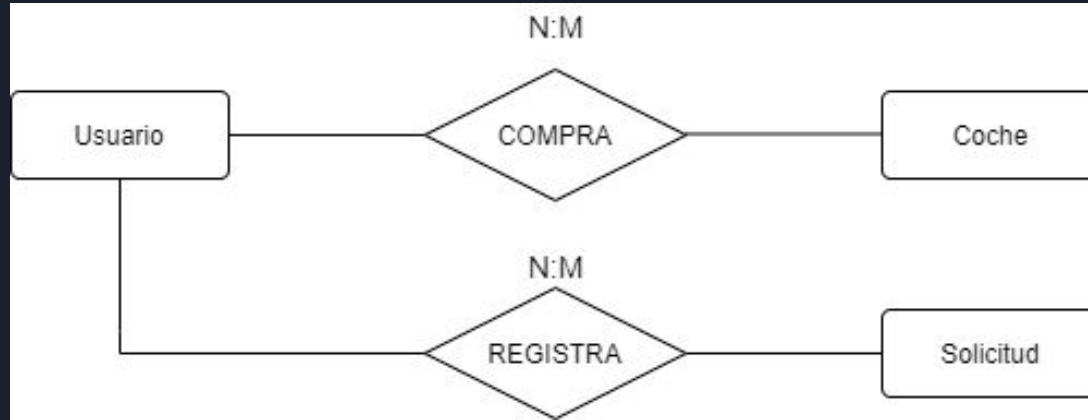 N:M
Usuario
COMPRA
Coche
N:M
REGISTRA
Solicitud